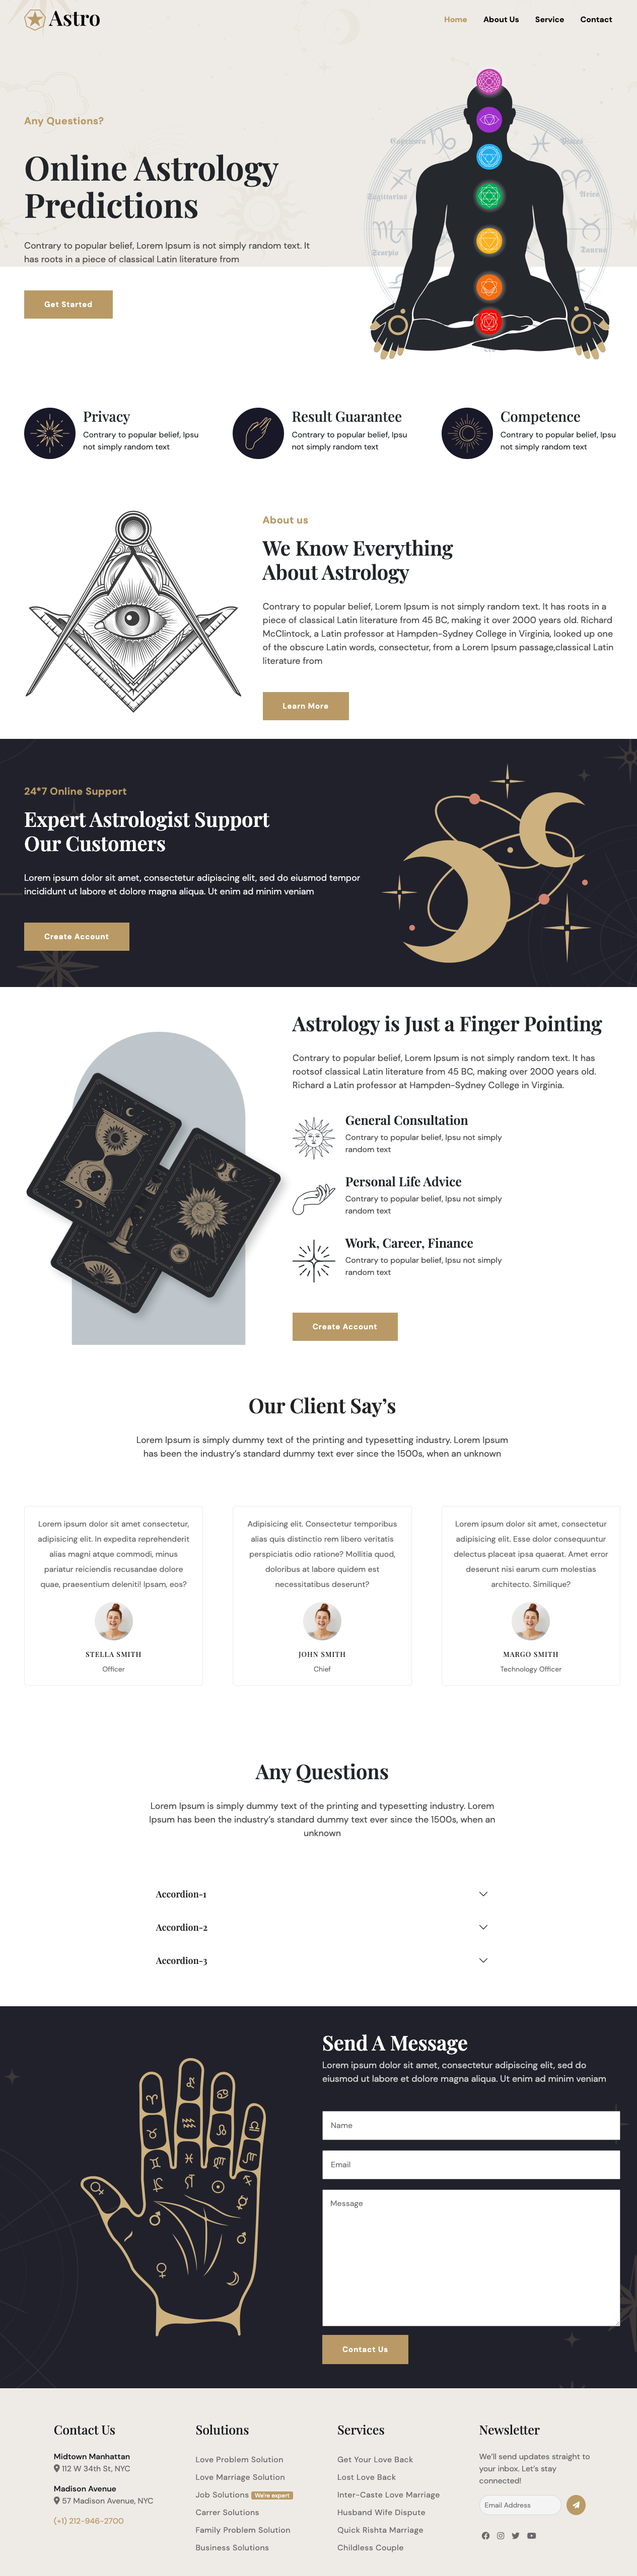 Astro
Home About Us Service Contact
Any Questions?
Online Astrology
Predictions
Contrary to popular belief, Lorem Ipsum is not simply random text. It
has roots in a piece of classical Latin literature from
Get Started
Capricorn
Pisces
Sagittarius
Aries
Scorpio
Taurus
Privacy
Contrary to popular belief, Ipsu
not simply random text
Result Guarantee
Contrary to popular belief, Ipsu
not simply random text
Competence
Contrary to popular belief, Ipsu
not simply random text
About us
We Know Everything
About Astrology
Contrary to popular belief, Lorem Ipsum is not simply random text. It has roots in a
piece of classical Latin literature from 45 BC, making it over 2000 years old. Richard
McClintock, a Latin professor at Hampden-Sydney College in Virginia, looked up one
of the obscure Latin words, consectetur, from a Lorem Ipsum passage,classical Latin
literature from
Learn More
24*7 Online Support
Expert Astrologist Support
Our Customers
Lorem ipsum dolor sit amet, consectetur adipisicing elit, sed do eiusmod tempor
incididunt ut labore et dolore magna aliqua. Ut enim ad minim veniam
Create Account
Astrology is Just a Finger Pointing
Contrary to popular belief, Lorem Ipsum is not simply random text. It has
rootsof classical Latin literature from 45 BC, making over 2000 years old.
Richard a Latin professor at Hampden-Sydney College in Virginia.
General Consultation
Contrary to popular belief, Ipsu not simply
random text
Personal Life Advice
Contrary to popular belief, Ipsu not simply
random text
Work, Career, Finance
Contrary to popular belief, Ipsu not simply
random text
Create Account
Our Client Say’s
Lorem Ipsum is simply dummy text of the printing and typesetting industry. Lorem Ipsum
has been the industry’s standard dummy text ever since the 1500s, when an unknown
Lorem ipsum dolor sit amet consectetur,
adipisicing elit. In expedita reprehenderit
alias magni atque commodi, minus
pariatur reiciendis recusandae dolore
quae, praesentium deleniti! Ipsam, eos?
STELLA SMITH
Officer
Adipisicing elit. Consectetur temporibus
alias quis distinctio rem libero veritatis
perspiciatis odio ratione? Mollitia quod,
doloribus at labore quidem est
necessitatibus deserunt?
JOHN SMITH
Chief
Lorem ipsum dolor sit amet, consectetur
adipisicing elit. Esse dolor consequuntur
delectus placeat ipsa quaerat. Amet error
deserunt nisi earum cum molestias
architecto. Similique?
MARGO SMITH
Technology Officer
Any Questions
Lorem Ipsum is simply dummy text of the printing and typesetting industry. Lorem
Ipsum has been the industry’s standard dummy text ever since the 1500s, when an
unknown
Accordion-1
Accordion-2
Accordion-3
Send A Message
Lorem ipsum dolor sit amet, consectetur adipiscing elit, sed do
eiusmod ut labore et dolore magna aliqua. Ut enim ad minim veniam
Name
Email
Message
Contact Us
Contact Us
Midtown Manhattan
112 W 34th St, NYC
Madison Avenue
57 Madison Avenue, NYC
(+1) 212-946-2700
Solutions
Love Problem Solution
Love Marriage Solution
Job Solutions We're expert
Carrer Solutions
Family Problem Solution
Business Solutions
Services
Get Your Love Back
Lost Love Back
Inter-Caste Love Marriage
Husband Wife Dispute
Quick Rishta Marriage
Childless Couple
Newsletter
We’ll send updates straight to
your inbox. Let’s stay
connected!
Email Address